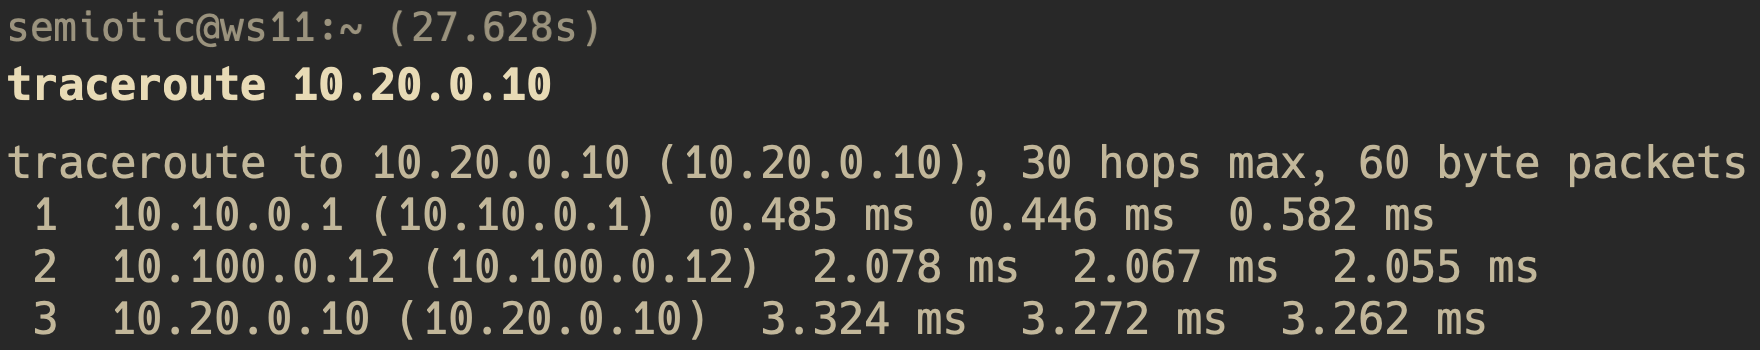 semiotic@ws11:~ (27.628s)
traceroute 10.20.0.10
traceroute to 10.20.0.10 (10.20.0.10), 30 hops max, 60 byte packets
 1  10.10.0.1 (10.10.0.1)  0.485 ms  0.446 ms  0.582 ms
 2  10.100.0.12 (10.100.0.12)  2.078 ms  2.067 ms  2.055 ms
 3  10.20.0.10 (10.20.0.10)  3.324 ms  3.272 ms  3.262 ms